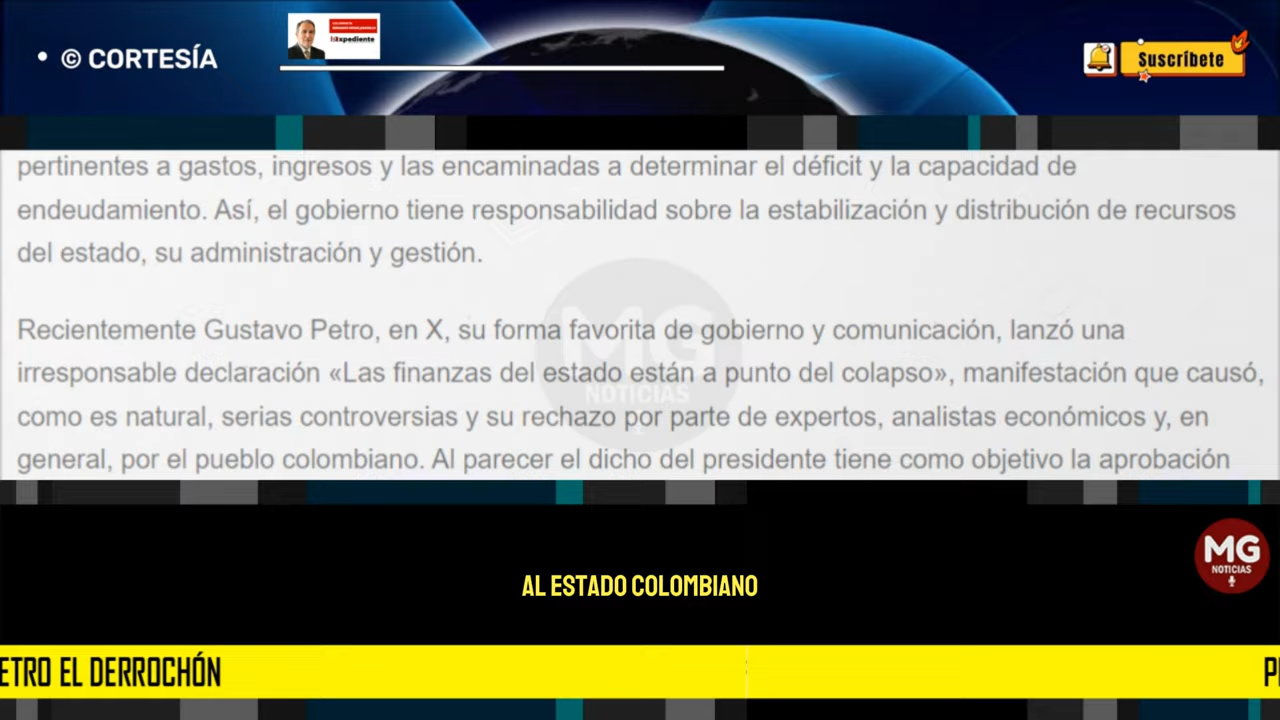 • © CORTESÍA
Expediente
Suscríbete
pertinentes a gastos, ingresos y las encaminadas a determinar el déficit y la capacidad de
endeudamiento. Así, el gobierno tiene responsabilidad sobre la estabilización y distribución de recursos
del estado, su administración y gestión.
Recientemente Gustavo Petro, en X, su forma favorita de gobierno y comunicación, lanzó una
irresponsable declaración «Las finanzas del estado están a punto del colapso», manifestación que causó,
como es natural, serias controversias y su rechazo por parte de expertos, analistas económicos y, en
general, por el pueblo colombiano. Al parecer el dicho del presidente tiene como objetivo la aprobación
MG
NOTICIAS
MG
NOTICIAS
AL ESTADO COLOMBIANO
ETRO EL DERROCHÓN